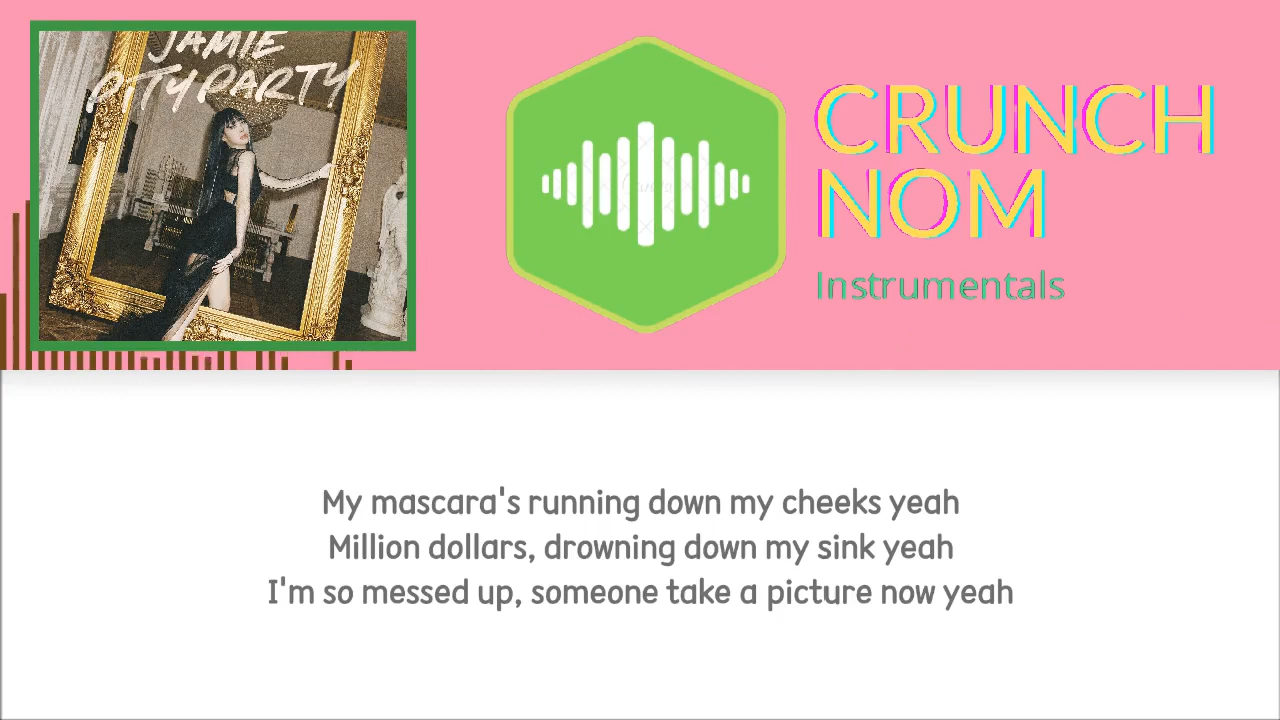 JAMIE
PITY PARTY
CRUNCH
NOM
Instrumentals
My mascara's running down my cheeks yeah
Million dollars, drowning down my sink yeah
I'm so messed up, someone take a picture now yeah